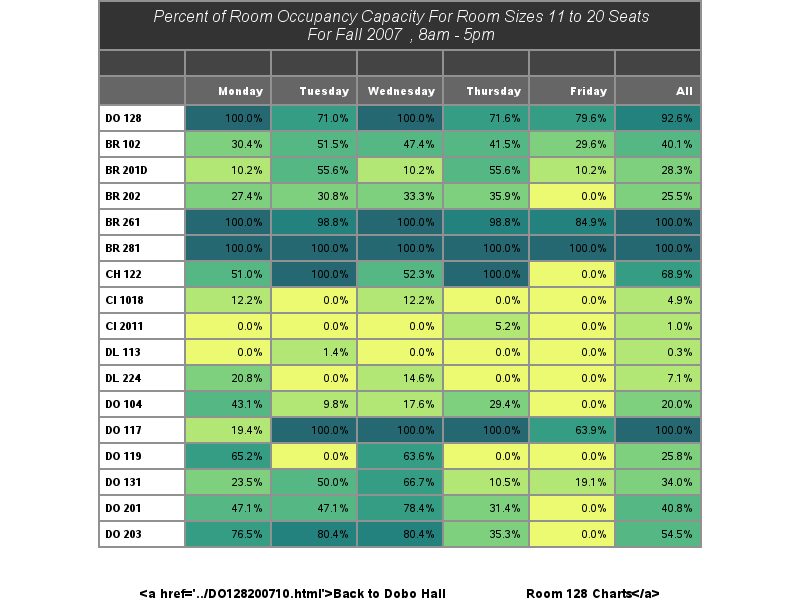 Percent of Room Occupancy Capacity For Room Sizes 11 to 20 Seats
For Fall 2007 , 8am - 5pm
Monday Tuesday Wednesday Thursday Friday All
DO 128 100.0% 71.0% 100.0% 71.6% 79.6% 92.6%
BR 102 30.4% 51.5% 47.4% 41.5% 29.6% 40.1%
BR 201D 10.2% 55.6% 10.2% 55.6% 10.2% 28.3%
BR 202 27.4% 30.8% 33.3% 35.9% 0.0% 25.5%
BR 261 100.0% 98.8% 100.0% 98.8% 84.9% 100.0%
BR 281 100.0% 100.0% 100.0% 100.0% 100.0% 100.0%
CH 122 51.0% 100.0% 52.3% 100.0% 0.0% 68.9%
CI 1018 12.2% 0.0% 12.2% 0.0% 0.0% 4.9%
CI 2011 0.0% 0.0% 0.0% 5.2% 0.0% 1.0%
DL 113 0.0% 1.4% 0.0% 0.0% 0.0% 0.3%
DL 224 20.8% 0.0% 14.6% 0.0% 0.0% 7.1%
DO 104 43.1% 9.8% 17.6% 29.4% 0.0% 20.0%
DO 117 19.4% 100.0% 100.0% 100.0% 63.9% 100.0%
DO 119 65.2% 0.0% 63.6% 0.0% 0.0% 25.8%
DO 131 23.5% 50.0% 66.7% 10.5% 19.1% 34.0%
DO 201 47.1% 47.1% 78.4% 31.4% 0.0% 40.8%
DO 203 76.5% 80.4% 80.4% 35.3% 0.0% 54.5%
<a href='../DO128200710.html'>Back to Dobo Hall Room 128 Charts</a>